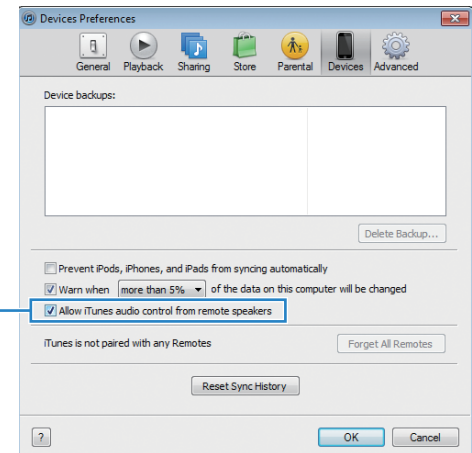 Devices Preferences
General Playback Sharing Store Parental Devices Advanced
Device backups:
Delete Backup...
Prevent iPods, iPhones, and iPads from syncing automatically
Warn when more than 5% of the data on this computer will be changed
Allow iTunes audio control from remote speakers
iTunes is not paired with any Remotes Forget All Remotes
Reset Sync History
? OK Cancel